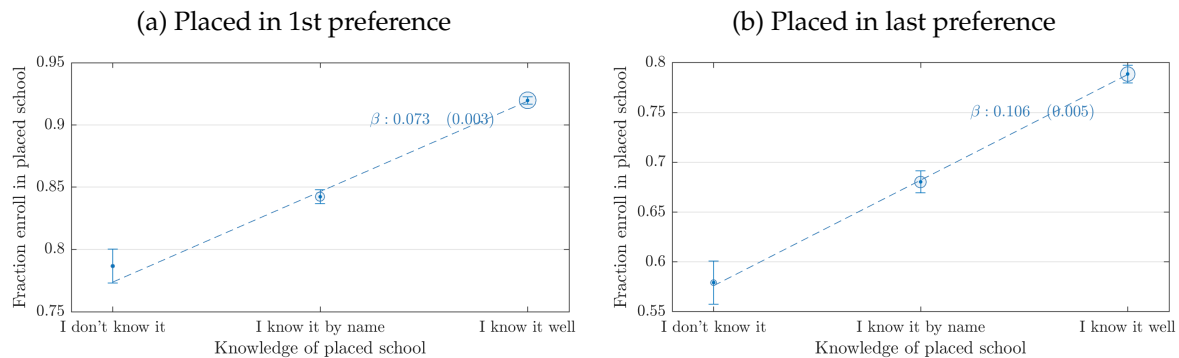 (a) Placed in 1st preference
0.95
0.9
0.85
0.8
0.75
Fraction enroll in placed school
β : 0.073 (0.003)
I don't know it
I know it by name
I know it well
Knowledge of placed school
(b) Placed in last preference
0.8
0.75
0.7
0.65
0.6
0.55
Fraction enroll in placed school
β : 0.106 (0.005)
I don't know it
I know it by name
I know it well
Knowledge of placed school